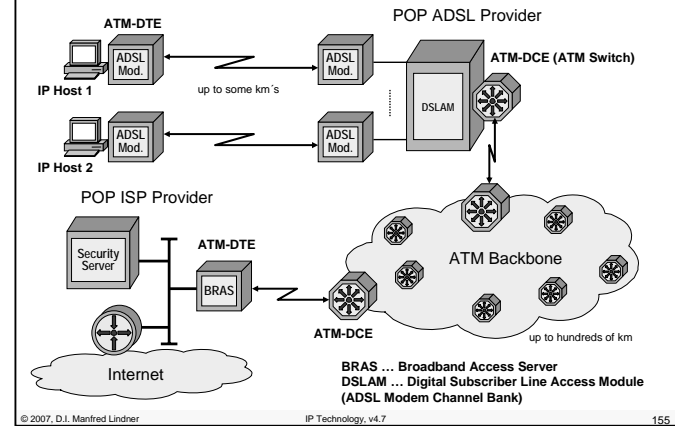 POP ADSL Provider
ATM-DTE
ADSL
Mod.
ADSL
Mod.
ATM-DCE (ATM Switch)
IP Host 1
up to some km´s
DSLAM
ADSL
Mod.
ADSL
Mod.
IP Host 2
POP ISP Provider
Security
Server
ATM-DTE
BRAS
ATM Backbone
ATM-DCE
up to hundreds of km
Internet
BRAS … Broadband Access Server
DSLAM … Digital Subscriber Line Access Module
(ADSL Modem Channel Bank)
© 2007, D.I. Manfred Lindner
IP Technology, v4.7
155